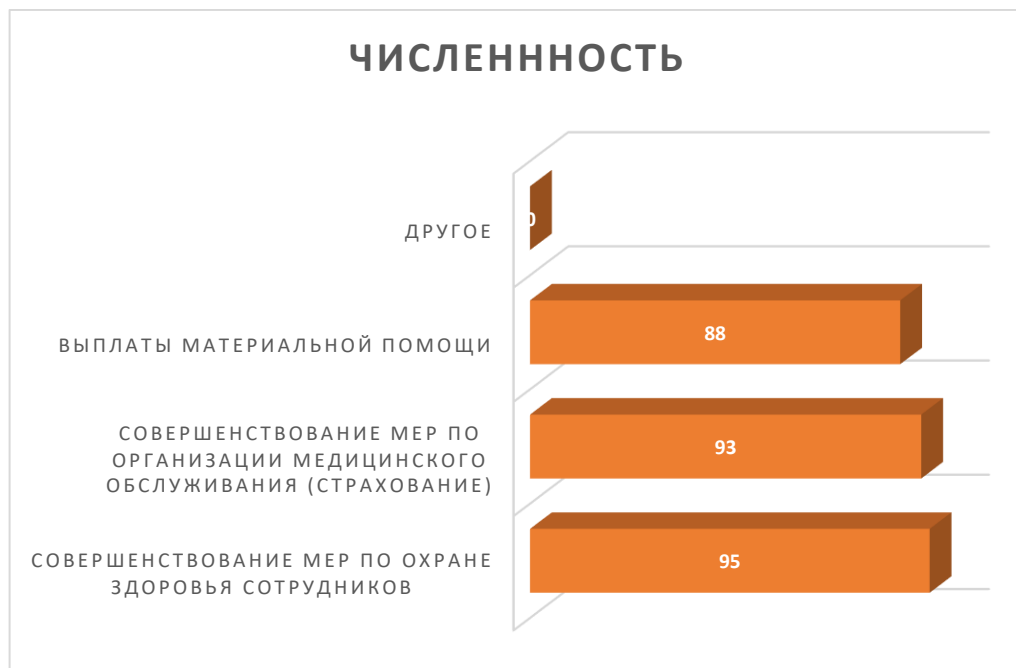 ЧИСЛЕНННОСТЬ
ДРУГОЕ
0
ВЫПЛАТЫ МАТЕРИАЛЬНОЙ ПОМОЩИ
88
СОВЕРШЕНСТВОВАНИЕ МЕР ПО
ОРГАНИЗАЦИИ МЕДИЦИНСКОГО
ОБСЛУЖИВАНИЯ (СТРАХОВАНИЕ)
93
СОВЕРШЕНСТВОВАНИЕ МЕР ПО ОХРАНЕ
ЗДОРОВЬЯ СОТРУДНИКОВ
95